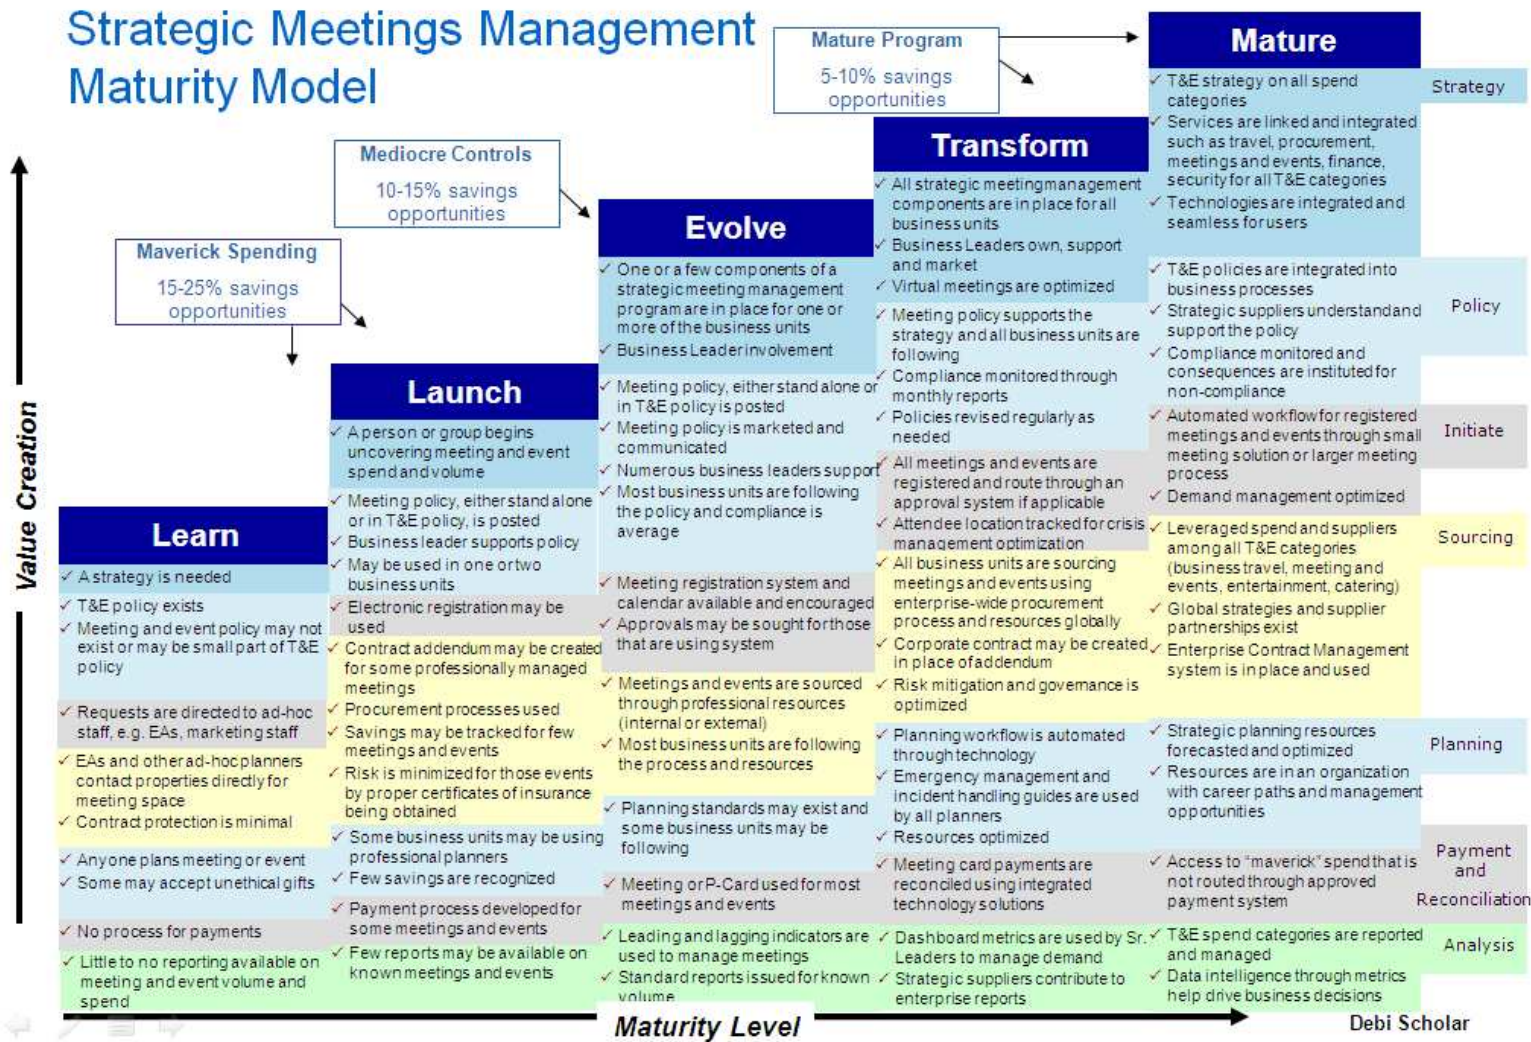 Strategic Meetings Management
Maturity Model
Mature Program
5-10% savings
opportunities
Mediocre Controls
10-15% savings
opportunities
Maverick Spending
15-25% savings
opportunities
Value Creation
Learn
✓ A strategy is needed
✓ T&E policy exists
✓ Meeting and event policy may not
exist or may be small part of T&E
policy
✓ Requests are directed to ad-hoc
staff, e.g. EAs, marketing staff
✓ EAs and other ad-hoc planners
contact properties directly for
meeting space
✓ Contract protection is minimal
✓ Anyone plans meeting or event
✓ Some may accept unethical gifts
✓ No process for payments
✓ Little to no reporting available on
meeting and event volume and
spend
Launch
✓ A person or group begins
uncovering meeting and event
spend and volume
✓ Meeting policy, either stand alone
or in T&E policy, is posted
✓ Business leader supports policy
✓ May be used in one or two
business units
✓ Electronic registration may be
used
✓ Contract addendum may be created
for some professionally managed
meetings
✓ Procurement processes used
✓ Savings may be tracked for few
meetings and events
✓ Risk is minimized for those events
by proper certificates of insurance
being obtained
✓ Some business units may be using
professional planners
✓ Few savings are recognized
✓ Payment process developed for
some meetings and events
✓ Few reports may be available on
known meetings and events
Evolve
✓ One or a few components of a
strategic meeting management
program are in place for one or
more of the business units
✓ Business Leader involvement
✓ Meeting policy, either stand alone or
in T&E policy is posted
✓ Meeting policy is marketed and
communicated
✓ Numerous business leaders support
✓ Most business units are following
the policy and compliance is
average
✓ Meeting registration system and
calendar available and encouraged
✓ Approvals may be sought for those
that are using system
✓ Meetings and events are sourced
through professional resources
(internal or external)
✓ Most business units are following
the process and resources
✓ Planning standards may exist and
some business units may be
following
✓ Meeting or P-Card used for most
meetings and events
✓ Leading and lagging indicators are
used to manage meetings
✓ Standard reports issued for known
volume
Transform
✓ All strategic meeting management
components are in place for all
business units
✓ Business Leaders own, support
and market
✓ Virtual meetings are optimized
✓ Meeting policy supports the
strategy and all business units are
following
✓ Compliance monitored through
monthly reports
✓ Policies revised regularly as
needed
✓ All meetings and events are
registered and route through an
approval system if applicable
✓ Attendee location tracked for crisis
management optimization
✓ All business units are sourcing
meetings and events using
enterprise-wide procurement
process and resources globally
✓ Corporate contract may be created
in place of addendum
✓ Risk mitigation and governance is
optimized
✓ Planning workflow is automated
through technology
✓ Emergency management and
incident handling guides are used
by all planners
✓ Resources optimized
✓ Meeting card payments are
reconciled using integrated
technology solutions
✓ Dashboard metrics are used by Sr.
Leaders to manage demand
✓ Strategic suppliers contribute to
enterprise reports
Mature
✓ T&E strategy on all spend
categories
✓ Services are linked and integrated
such as travel, procurement,
meetings and events, finance,
security for all T&E categories
✓ Technologies are integrated and
seamless for users
✓ T&E policies are integrated into
business processes
✓ Strategic suppliers understand and
support the policy
✓ Compliance monitored and
consequences are instituted for
non-compliance
✓ Automated workflow for registered
meetings and events through small
meeting solution or larger meeting
process
✓ Demand management optimized
✓ Leveraged spend and suppliers
among all T&E categories
(business travel, meeting and
events, entertainment, catering)
✓ Global strategies and supplier
partnerships exist
✓ Enterprise Contract Management
system is in place and used
✓ Strategic planning resources
forecasted and optimized
✓ Resources are in an organization
with career paths and management
opportunities
✓ Access to "maverick" spend that is
not routed through approved
payment system
✓ T&E spend categories are reported
and managed
✓ Data intelligence through metrics
help drive business decisions
Strategy
Policy
Initiate
Sourcing
Planning
Payment
and
Reconciliation
Analysis
Maturity Level
Debi Scholar